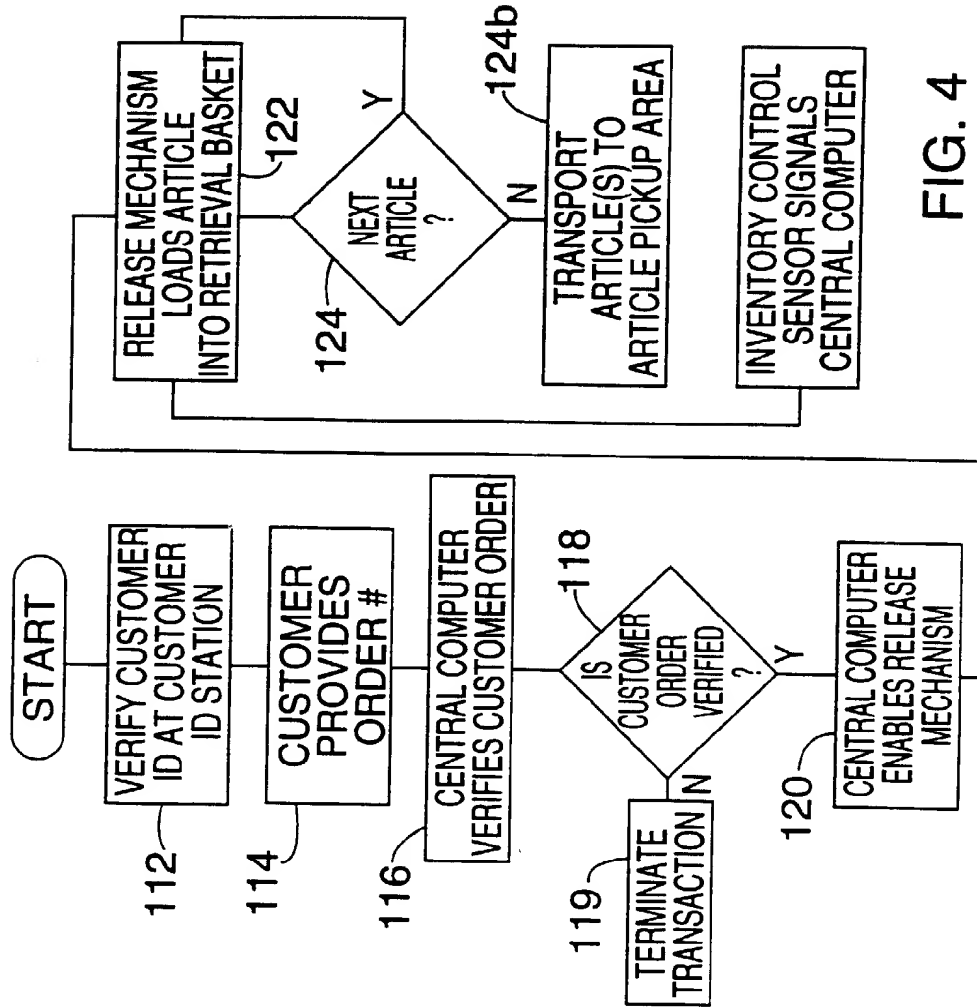 START
VERIFY CUSTOMER
ID AT CUSTOMER
ID STATION
112
CUSTOMER
PROVIDES
ORDER #
114
CENTRAL COMPUTER
VERIFIES CUSTOMER ORDER
116
IS
CUSTOMER
ORDER
VERIFIED
?
118
N
Y
TERMINATE
TRANSACTION
119
CENTRAL COMPUTER
ENABLES RELEASE
MECHANISM
120
RELEASE MECHANISM
LOADS ARTICLE
INTO RETRIEVAL BASKET
122
NEXT
ARTICLE
?
124
Y
N
TRANSPORT
ARTICLE(S) TO
ARTICLE PICKUP AREA
124b
INVENTORY CONTROL
SENSOR SIGNALS
CENTRAL COMPUTER
FIG. 4